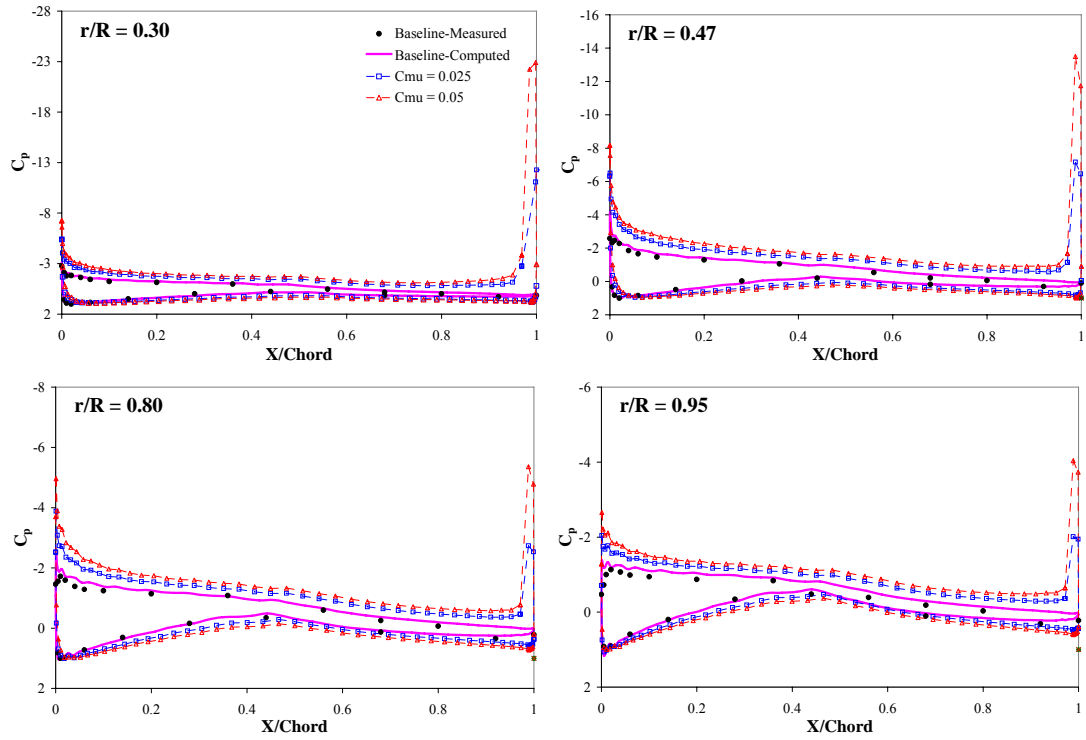 r/R = 0.30
Baseline-Measured
Baseline-Computed
Cmu = 0.025
Cmu = 0.05
-28
-23
-18
-13
-8
-3
2
Cp
0 0.2 0.4 0.6 0.8 1
X/Chord
r/R = 0.47
-16
-14
-12
-10
-8
-6
-4
-2
0
2
Cp
0 0.2 0.4 0.6 0.8 1
X/Chord
r/R = 0.80
-8
-6
-4
-2
0
2
Cp
0 0.2 0.4 0.6 0.8 1
X/Chord
r/R = 0.95
-6
-4
-2
0
2
Cp
0 0.2 0.4 0.6 0.8 1
X/Chord